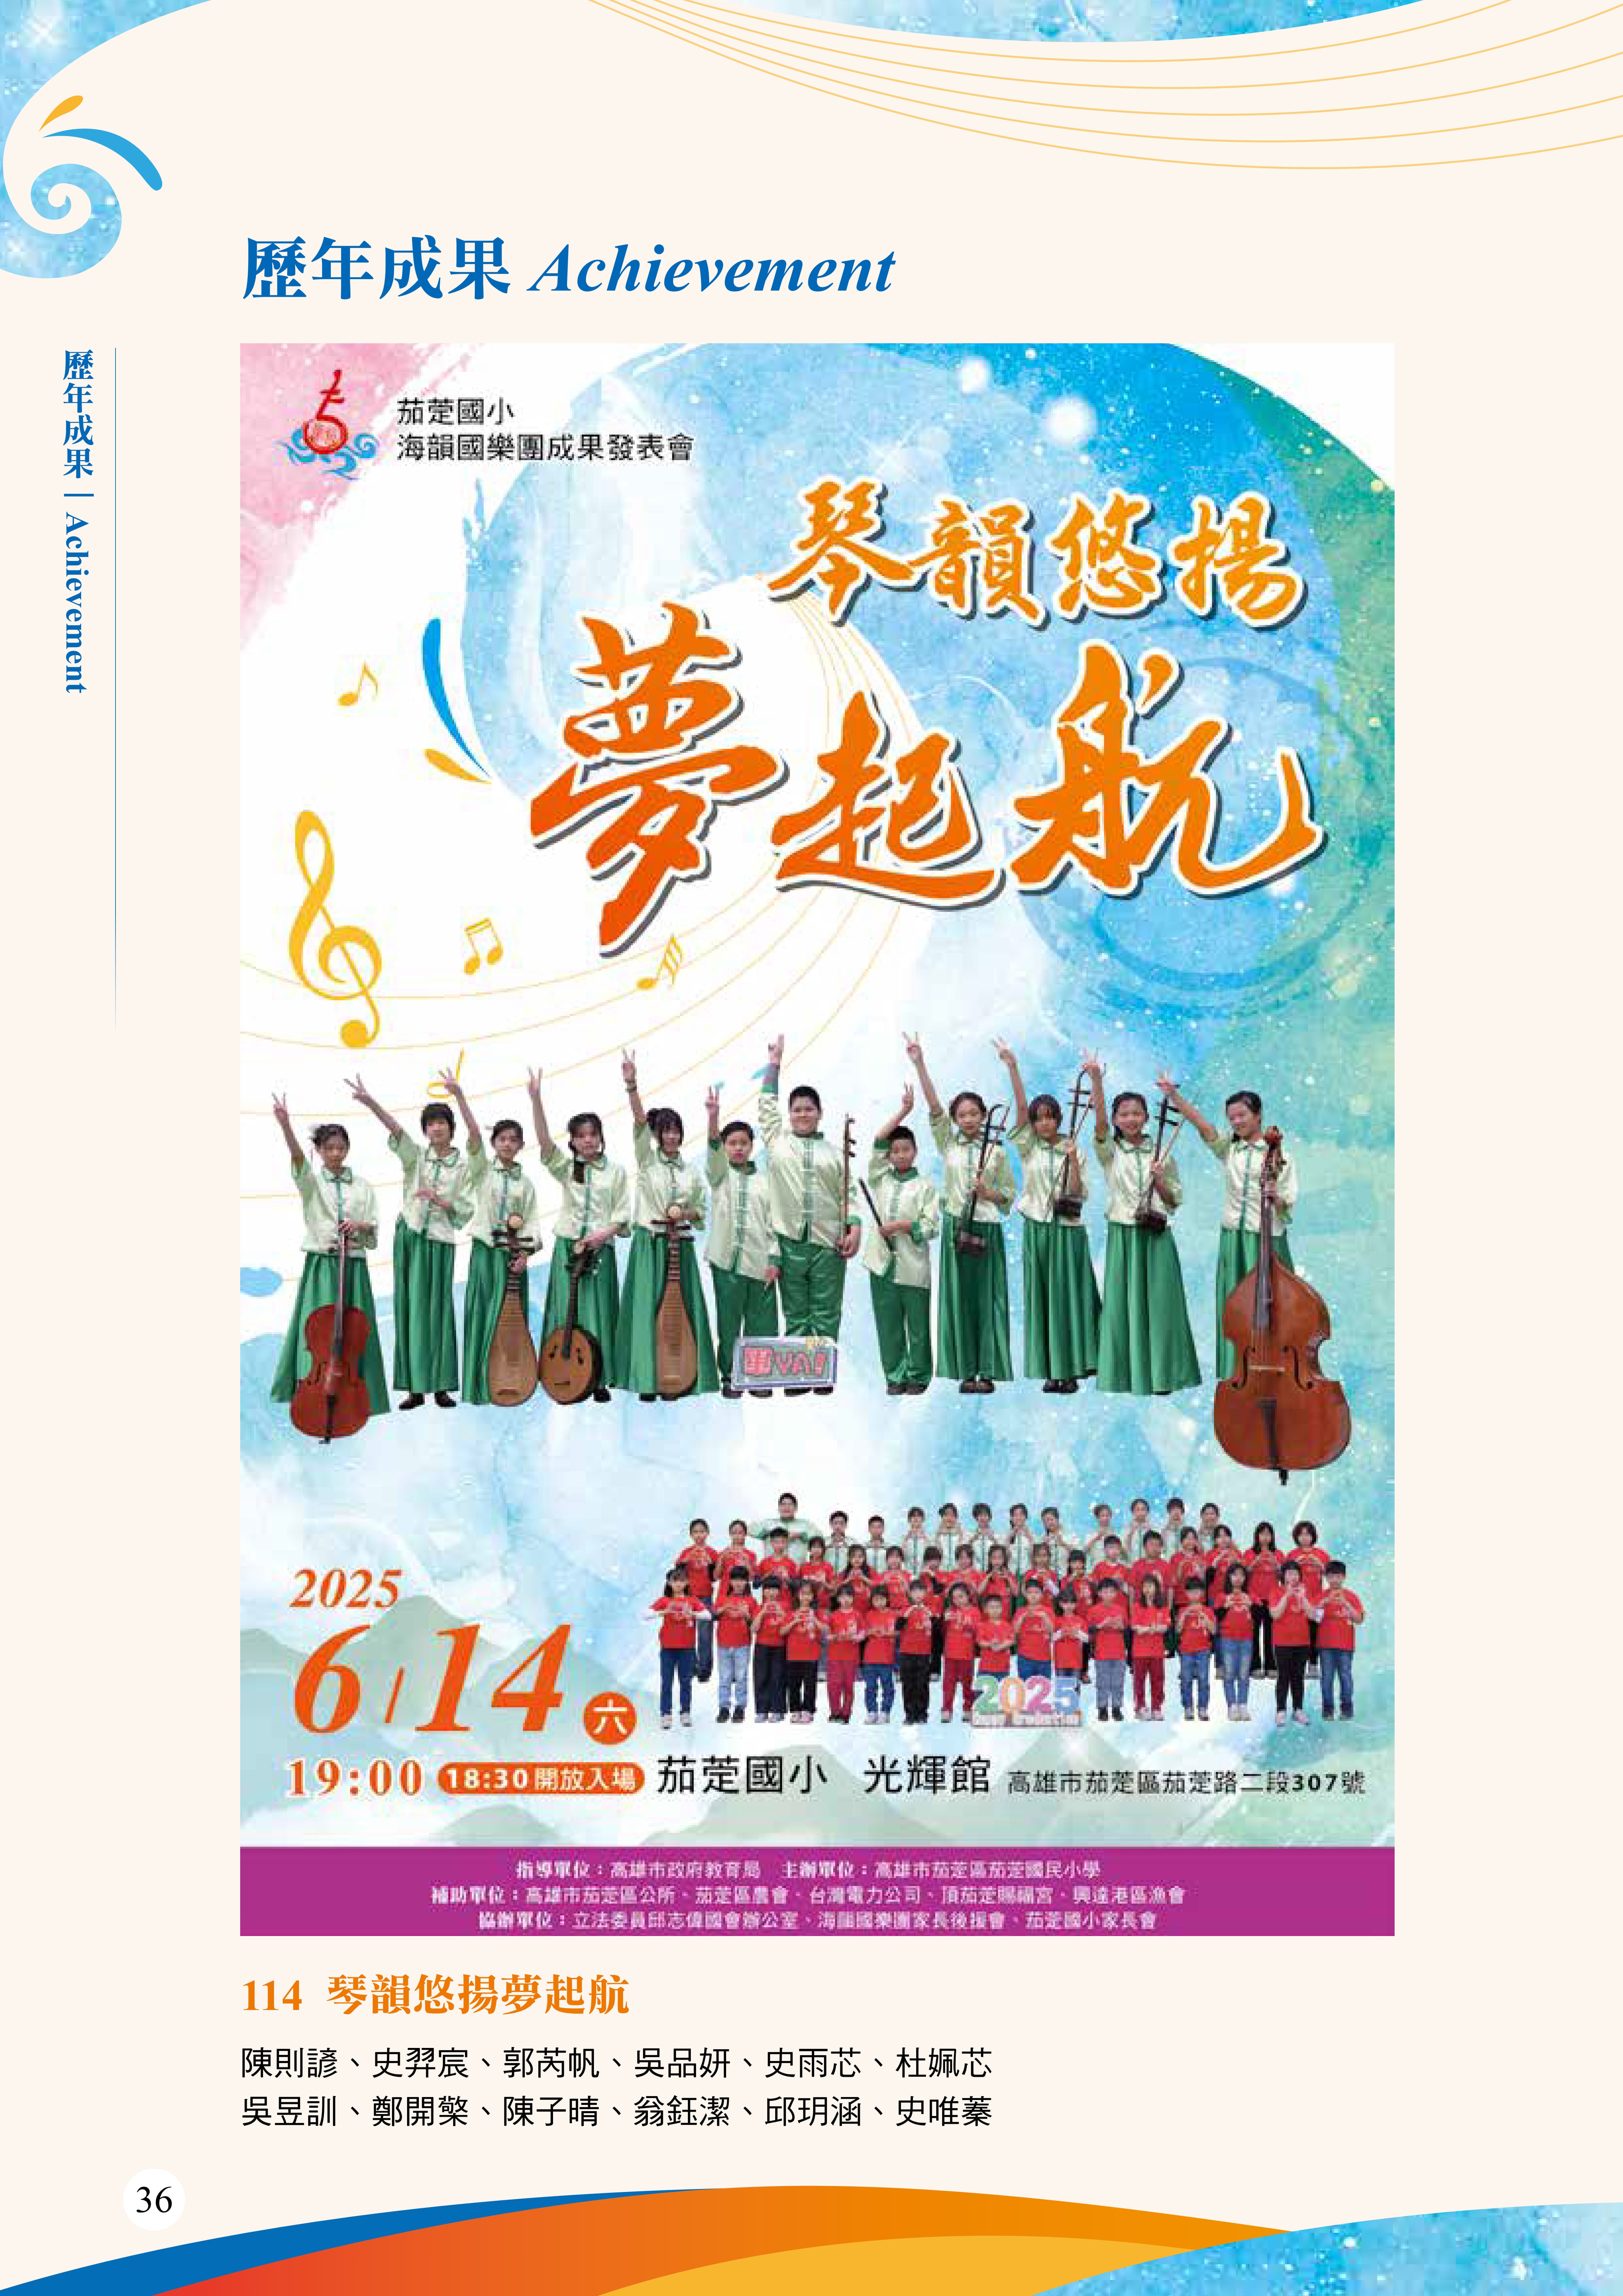 歷年成果 Achievement
歷年成果｜Achievement
茄萣國小
海韻國樂團成果發表會
琴韻悠揚
夢起航
畢VA!
2025
2025
6/14 六
19:00 18:30開放入場 茄萣國小 光輝館 高雄市茄萣區茄萣路二段307號
指導單位：高雄市政府教育局 主辦單位：高雄市茄萣區茄萣國民小學
補助單位：高雄市茄萣區公所、茄萣區農會、台灣電力公司、頂茄萣賜福宮、興達港區漁會
協辦單位：立法委員邱志偉國會辦公室、海韻國樂團家長後援會、茄萣國小家長會
114 琴韻悠揚夢起航
陳則諺、史羿宸、郭芮帆、吳品妍、史雨芯、杜姵芯
吳昱訓、鄭開檠、陳子晴、翁鈺潔、邱玥涵、史唯蓁
36